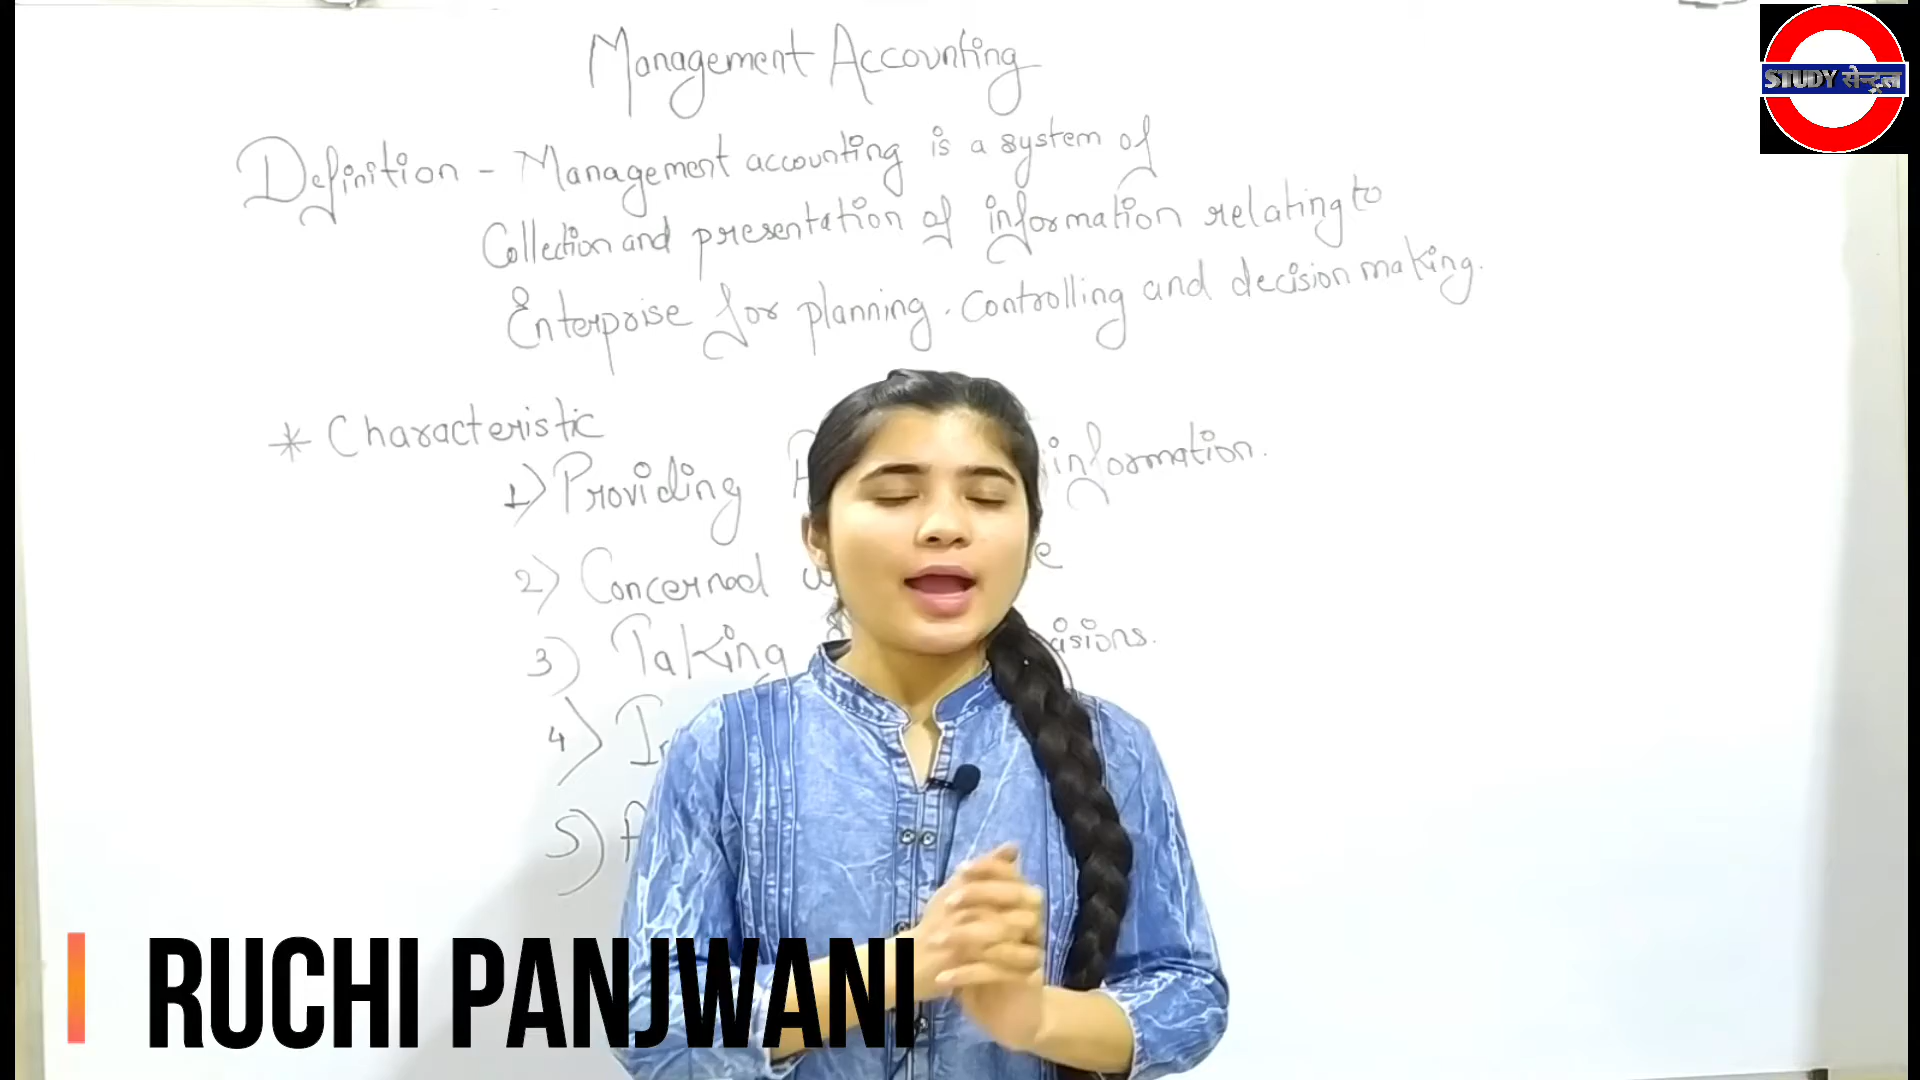 Management Accounting
STUDY सेन्ट्रल
Definition - Management accounting is a system of
Collection and presentation of information relating to
Enterprise for planning. controlling and decision making.
* Characteristic
1) Providing information.
2) Concerned
3) Taking
4)
5)
RUCHI PANJWANI